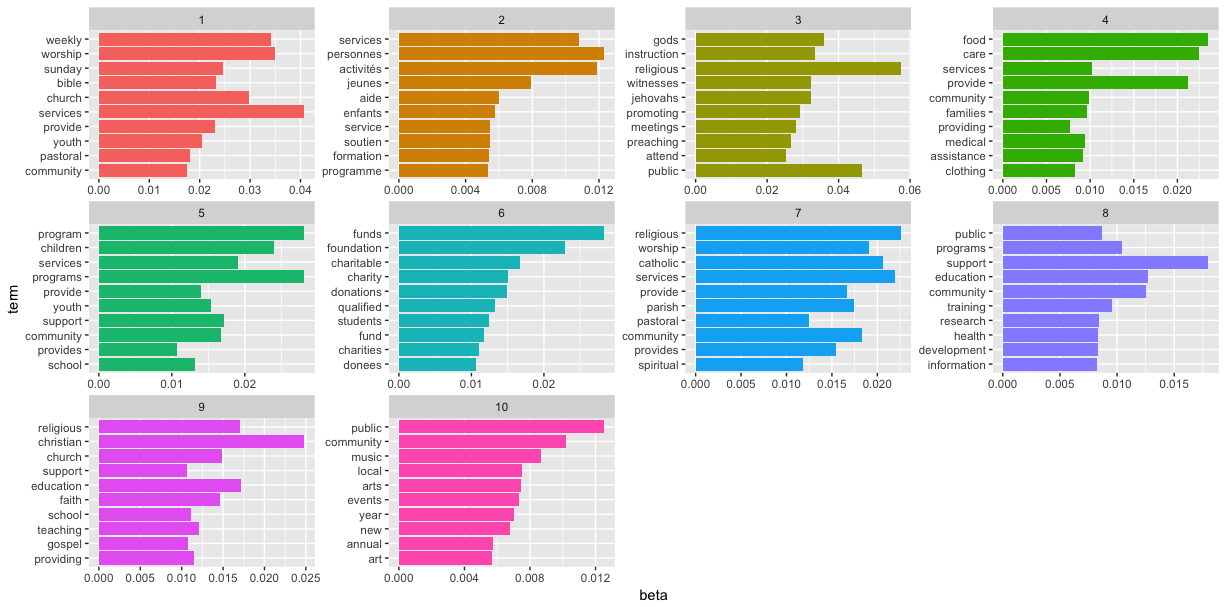 1
weekly
worship
sunday
bible
church
services
provide
youth
pastoral
community
0.00 0.01 0.02 0.03 0.04
2
services
personnes
activités
jeunes
aide
enfants
service
soutien
formation
programme
0.000 0.004 0.008 0.012
3
gods
instruction
religious
witnesses
jehovahs
promoting
meetings
preaching
attend
public
0.00 0.02 0.04 0.06
4
food
care
services
provide
community
families
providing
medical
assistance
clothing
0.000 0.005 0.010 0.015 0.020
5
program
children
services
programs
provide
youth
support
community
provides
school
0.00 0.01 0.02
6
funds
foundation
charitable
charity
donations
qualified
students
fund
charities
donees
0.00 0.01 0.02
7
religious
worship
catholic
services
provide
parish
pastoral
community
provides
spiritual
0.000 0.005 0.010 0.015 0.020
8
public
programs
support
education
community
training
research
health
development
information
0.000 0.005 0.010 0.015
9
religious
christian
church
support
education
faith
school
teaching
gospel
providing
0.000 0.005 0.010 0.015 0.020 0.025
10
public
community
music
local
arts
events
year
new
annual
art
0.000 0.004 0.008 0.012
term
beta